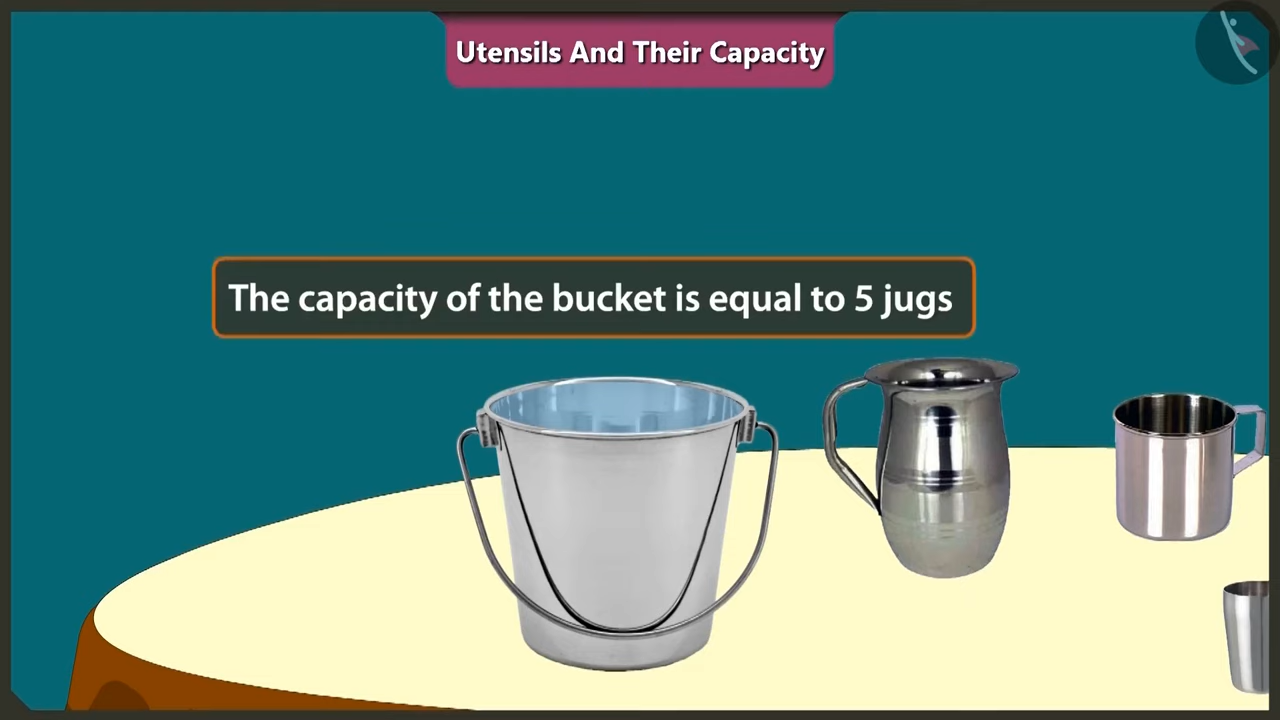 Utensils And Their Capacity
The capacity of the bucket is equal to 5 jugs